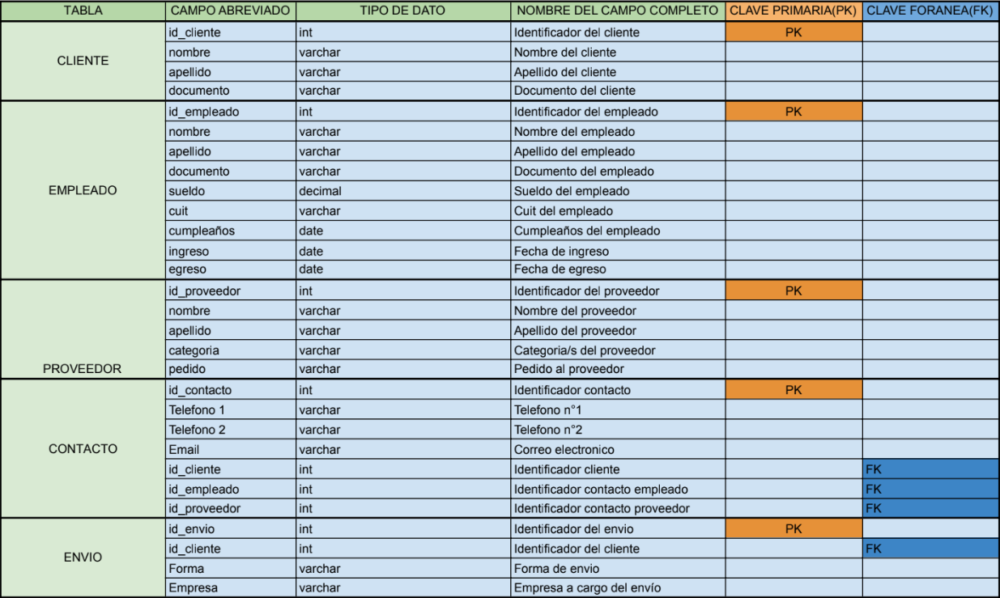 TABLA CAMPO ABREVIADO TIPO DE DATO NOMBRE DEL CAMPO COMPLETO CLAVE PRIMARIA(PK) CLAVE FORANEA(FK)
CLIENTE
id_cliente int Identificador del cliente PK
nombre varchar Nombre del cliente
apellido varchar Apellido del cliente
documento varchar Documento del cliente
EMPLEADO
id_empleado int Identificador del empleado PK
nombre varchar Nombre del empleado
apellido varchar Apellido del empleado
documento varchar Documento del empleado
sueldo decimal Sueldo del empleado
cuit varchar Cuit del empleado
cumpleaños date Cumpleaños del empleado
ingreso date Fecha de ingreso
egreso date Fecha de egreso
PROVEEDOR
id_proveedor int Identificador del proveedor PK
nombre varchar Nombre del proveedor
apellido varchar Apellido del proveedor
categoria varchar Categoria/s del proveedor
pedido varchar Pedido al proveedor
CONTACTO
id_contacto int Identificador contacto PK
Telefono 1 varchar Telefono n°1
Telefono 2 varchar Telefono n°2
Email varchar Correo electronico
id_cliente int Identificador cliente FK
id_empleado int Identificador contacto empleado FK
id_proveedor int Identificador contacto proveedor FK
ENVIO
id_envio int Identificador del envio PK
id_cliente int Identificador del cliente FK
Forma varchar Forma de envio
Empresa varchar Empresa a cargo del envío